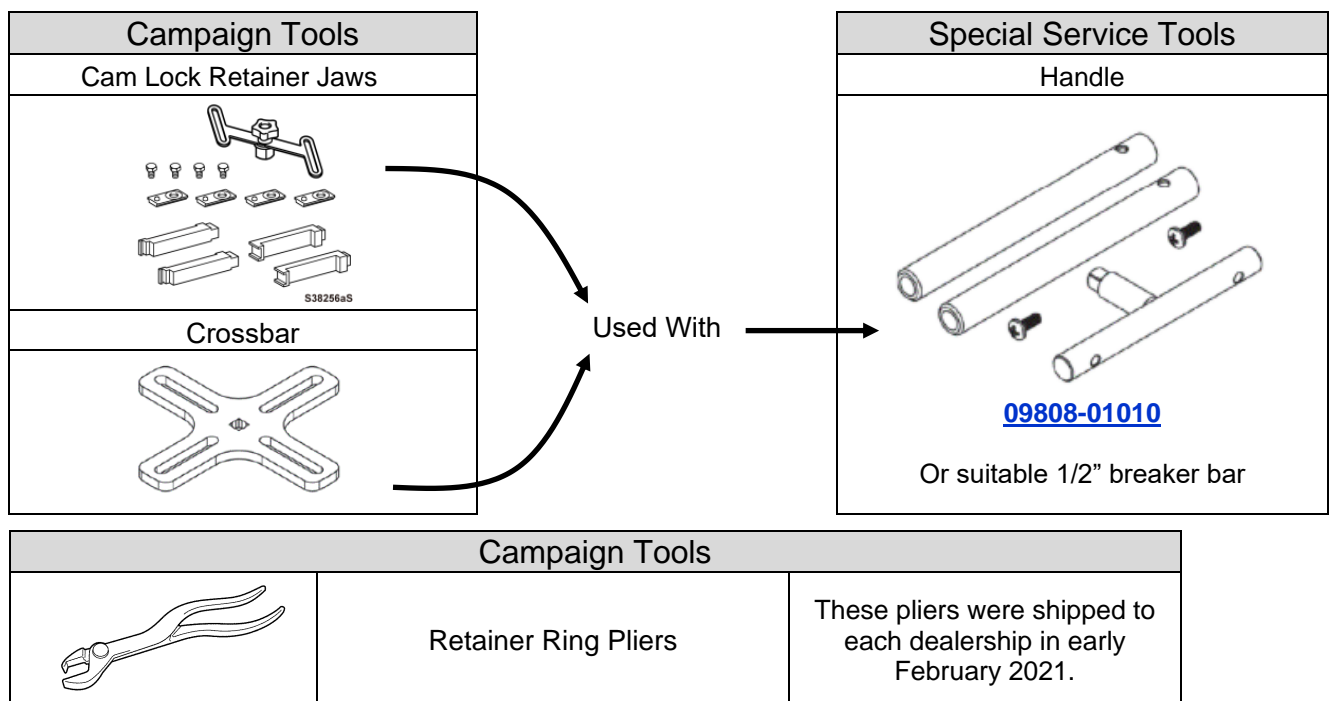 Campaign Tools
Cam Lock Retainer Jaws
S38256aS
Crossbar
Used With
Special Service Tools
Handle
09808-01010
Or suitable 1/2” breaker bar
Campaign Tools
Retainer Ring Pliers
These pliers were shipped to
each dealership in early
February 2021.